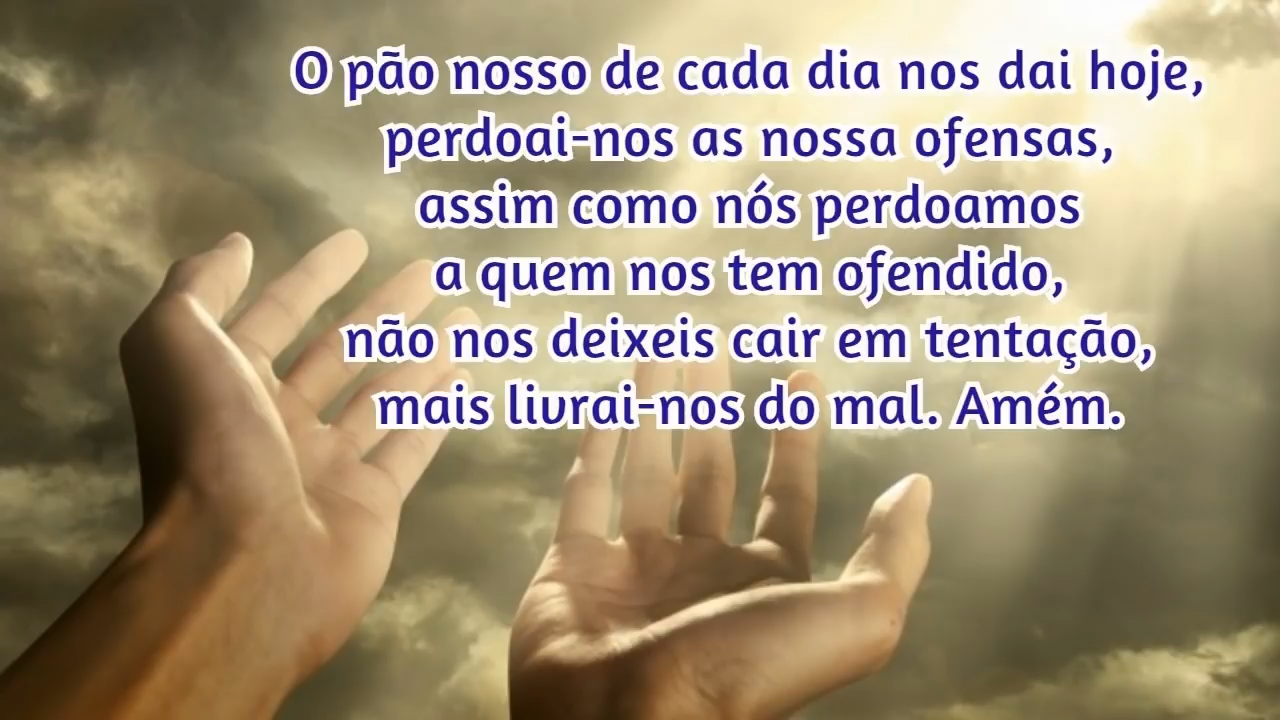 O pão nosso de cada dia nos dai hoje,
perdoai-nos as nossa ofensas,
assim como nós perdoamos
a quem nos tem ofendido,
não nos deixeis cair em tentação,
mais livrai-nos do mal. Amém.